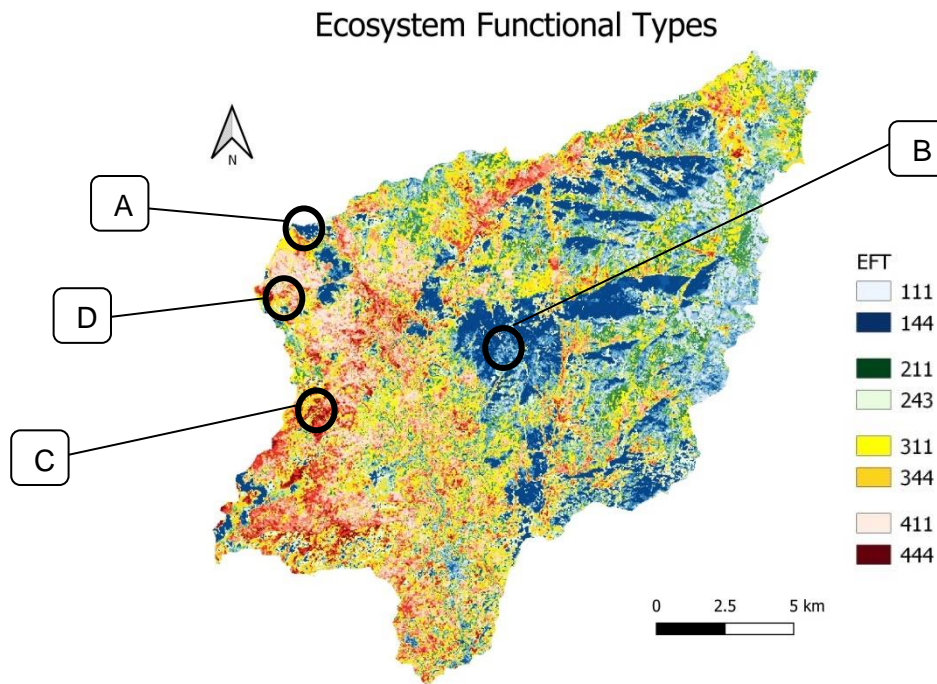 Ecosystem Functional Types
N
A
B
D
C
EFT
111
144
211
243
311
344
411
444
0 2.5 5 km